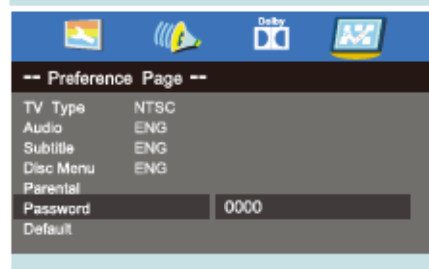 Dolby
-- Preference Page --
TV Type NTSC
Audio ENG
Subtitle ENG
Disc Menu ENG
Parental
Password 0000
Default